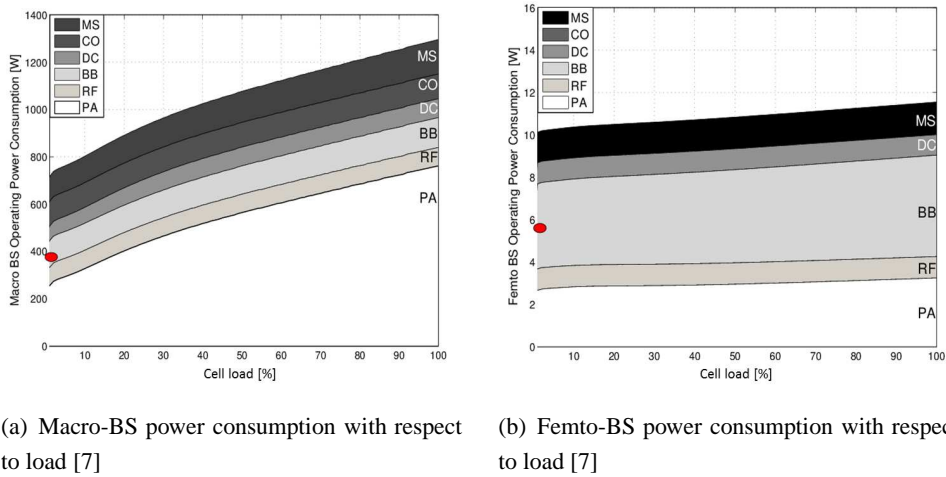 Macro BS Operating Power Consumption [W]
1400
1200
1000
800
600
400
200
0
MS
CO
DC
BB
RF
PA
MS
CO
DC
BB
RF
PA
10 20 30 40 50 60 70 80 90 100
Cell load [%]
Femto BS Operating Power Consumption [W]
16
14
12
10
8
6
4
2
0
MS
CO
DC
BB
RF
PA
MS
DC
BB
RF
PA
10 20 30 40 50 60 70 80 90 100
Cell load [%]
(a) Macro-BS power consumption with respect
to load [7]
(b) Femto-BS power consumption with respec
to load [7]